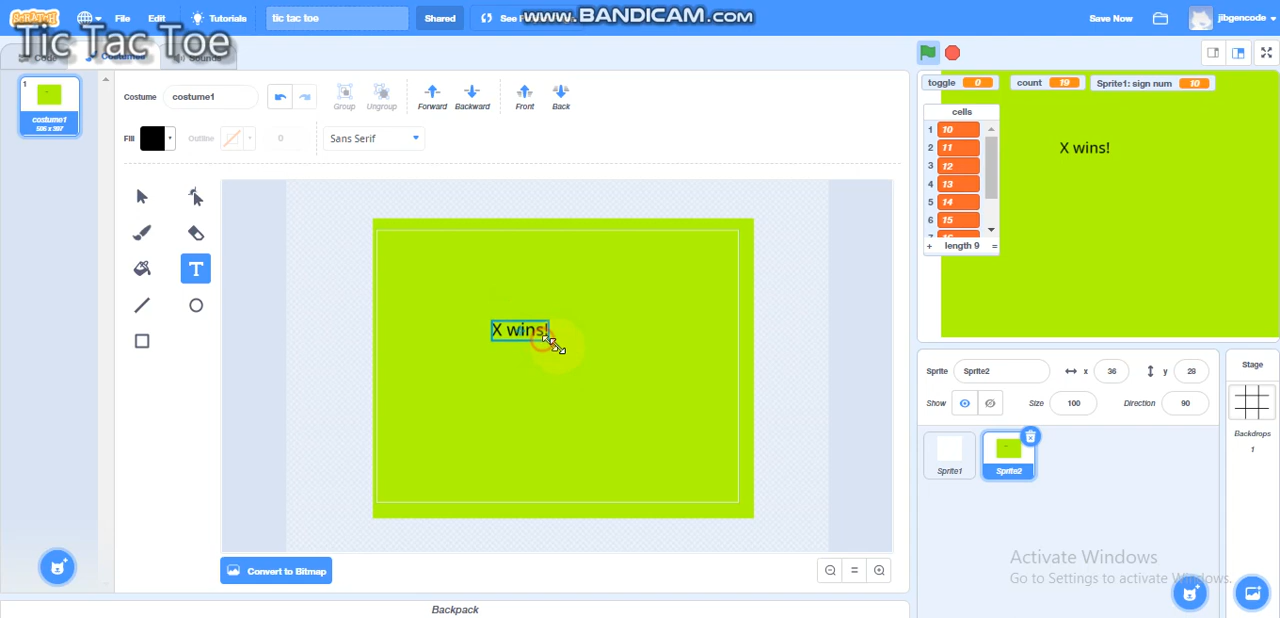 SCRATCH File Edit Tutorials tic tac toe Shared www.BANDICAM.com Save Now jibgencode
Tic Tac Toe
Costume costume1 Group Ungroup Forward Backward Front Back
Fill Outline 0 Sans Serif
1
costume1
X wins!
Convert to Bitmap
Backpack
toggle 0 count 19 Sprite1: sign num 10
cells
1 10
2 11
3 12
4 13
5 14
6 15
+ length 9 =
X wins!
Sprite Sprite2 x 36 y 28
Show Size 100 Direction 90
Sprite1 Sprite2
Stage
Backdrops
1
Activate Windows
Go to Settings to activate Windows.